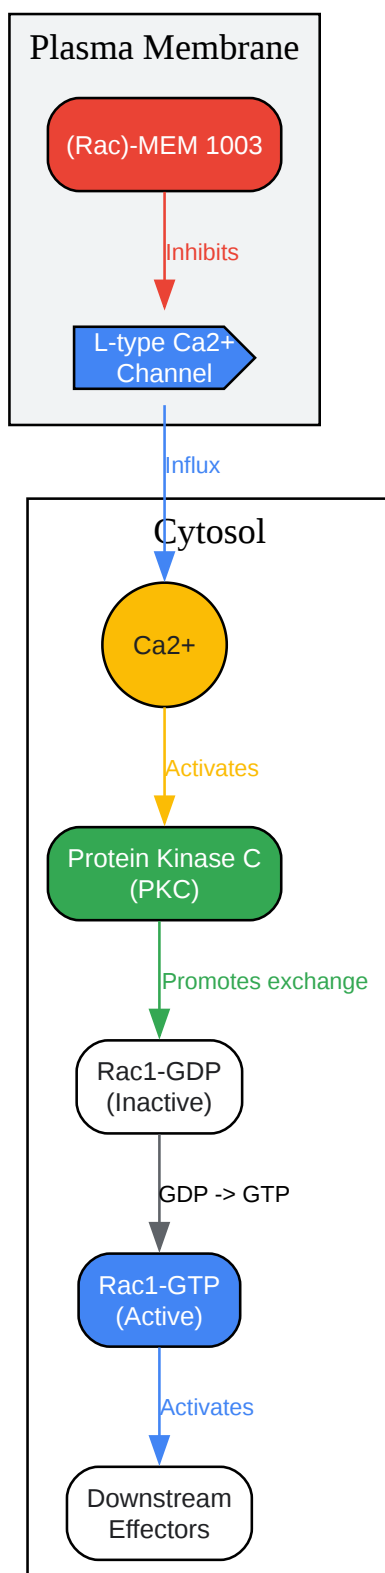 Plasma Membrane
(Rac)-MEM 1003
Inhibits
L-type Ca2+
Channel
Influx
Cytosol
Ca2+
Activates
Protein Kinase C
(PKC)
Promotes exchange
Rac1-GDP
(Inactive)
GDP -> GTP
Rac1-GTP
(Active)
Activates
Downstream
Effectors